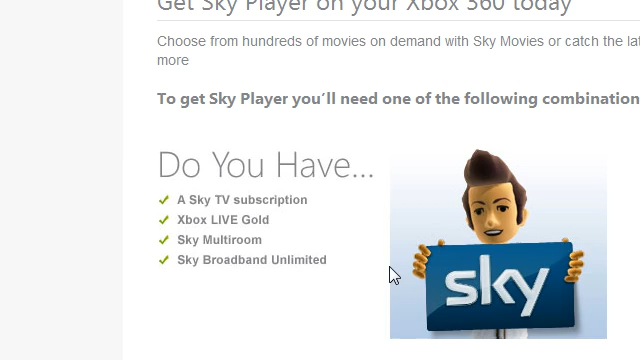 Get Sky Player on your Xbox 360 today
Choose from hundreds of movies on demand with Sky Movies or catch the
more
To get Sky Player you'll need one of the following combination
Do You Have...
A Sky TV subscription
Xbox LIVE Gold
Sky Multiroom
Sky Broadband Unlimited
sky